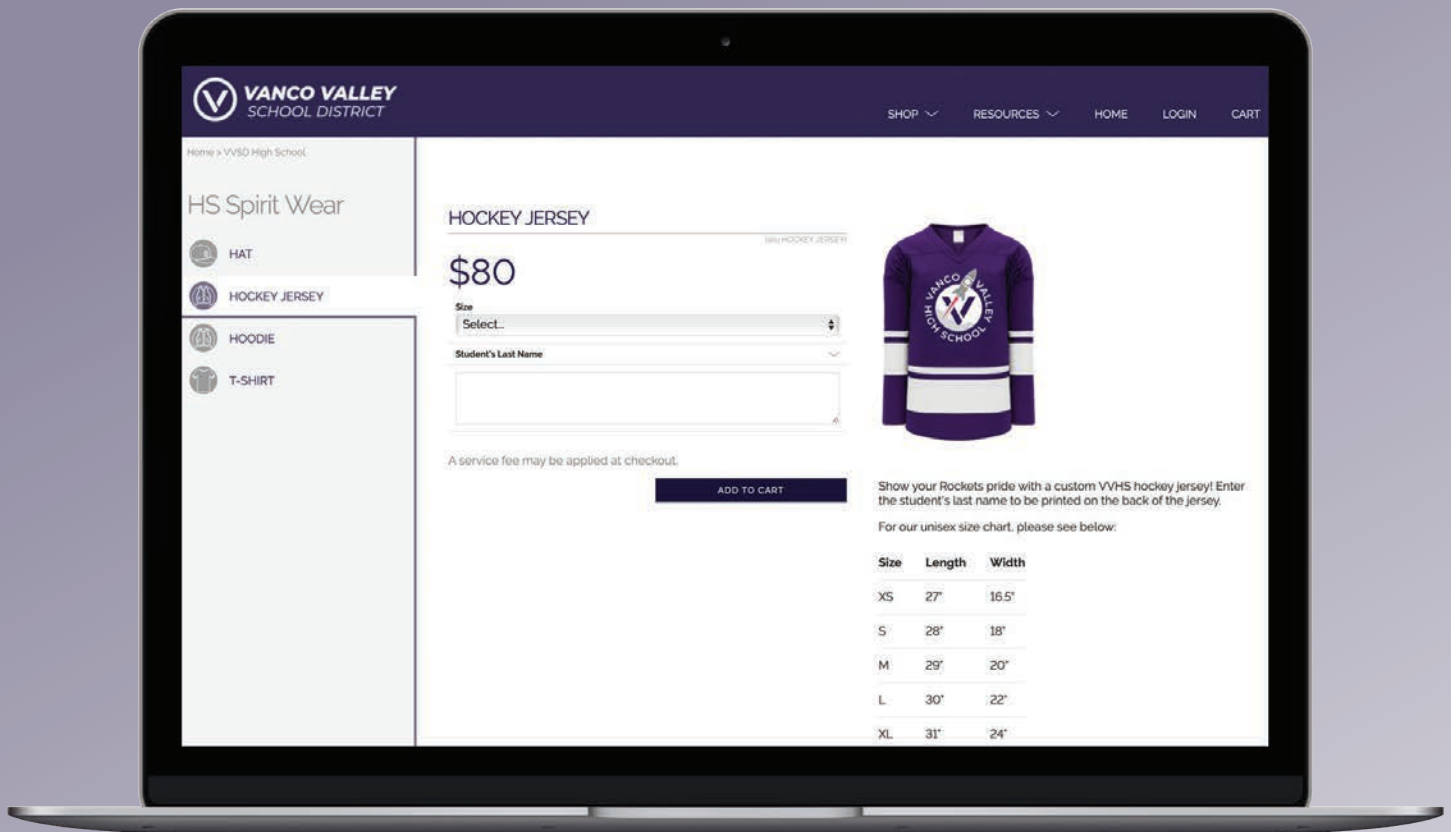 VANCO VALLEY
SCHOOL DISTRICT
SHOP
RESOURCES
HOME
LOGIN
CART
Home > VVSD High School
HS Spirit Wear
HAT
HOCKEY JERSEY
HOODIE
T-SHIRT
HOCKEY JERSEY
HOCKEY JERSEY
$80
Size
Select...
Student's Last Name
A service fee may be applied at checkout.
ADD TO CART
VANCO VALLEY
HIGH SCHOOL
V
Show your Rockets pride with a custom VVHS hockey jersey! Enter
the student's last name to be printed on the back of the jersey.
For our unisex size chart, please see below:
Size Length Width
XS 27" 16.5"
S 28" 18"
M 29" 20"
L 30" 22"
XL 31" 24"